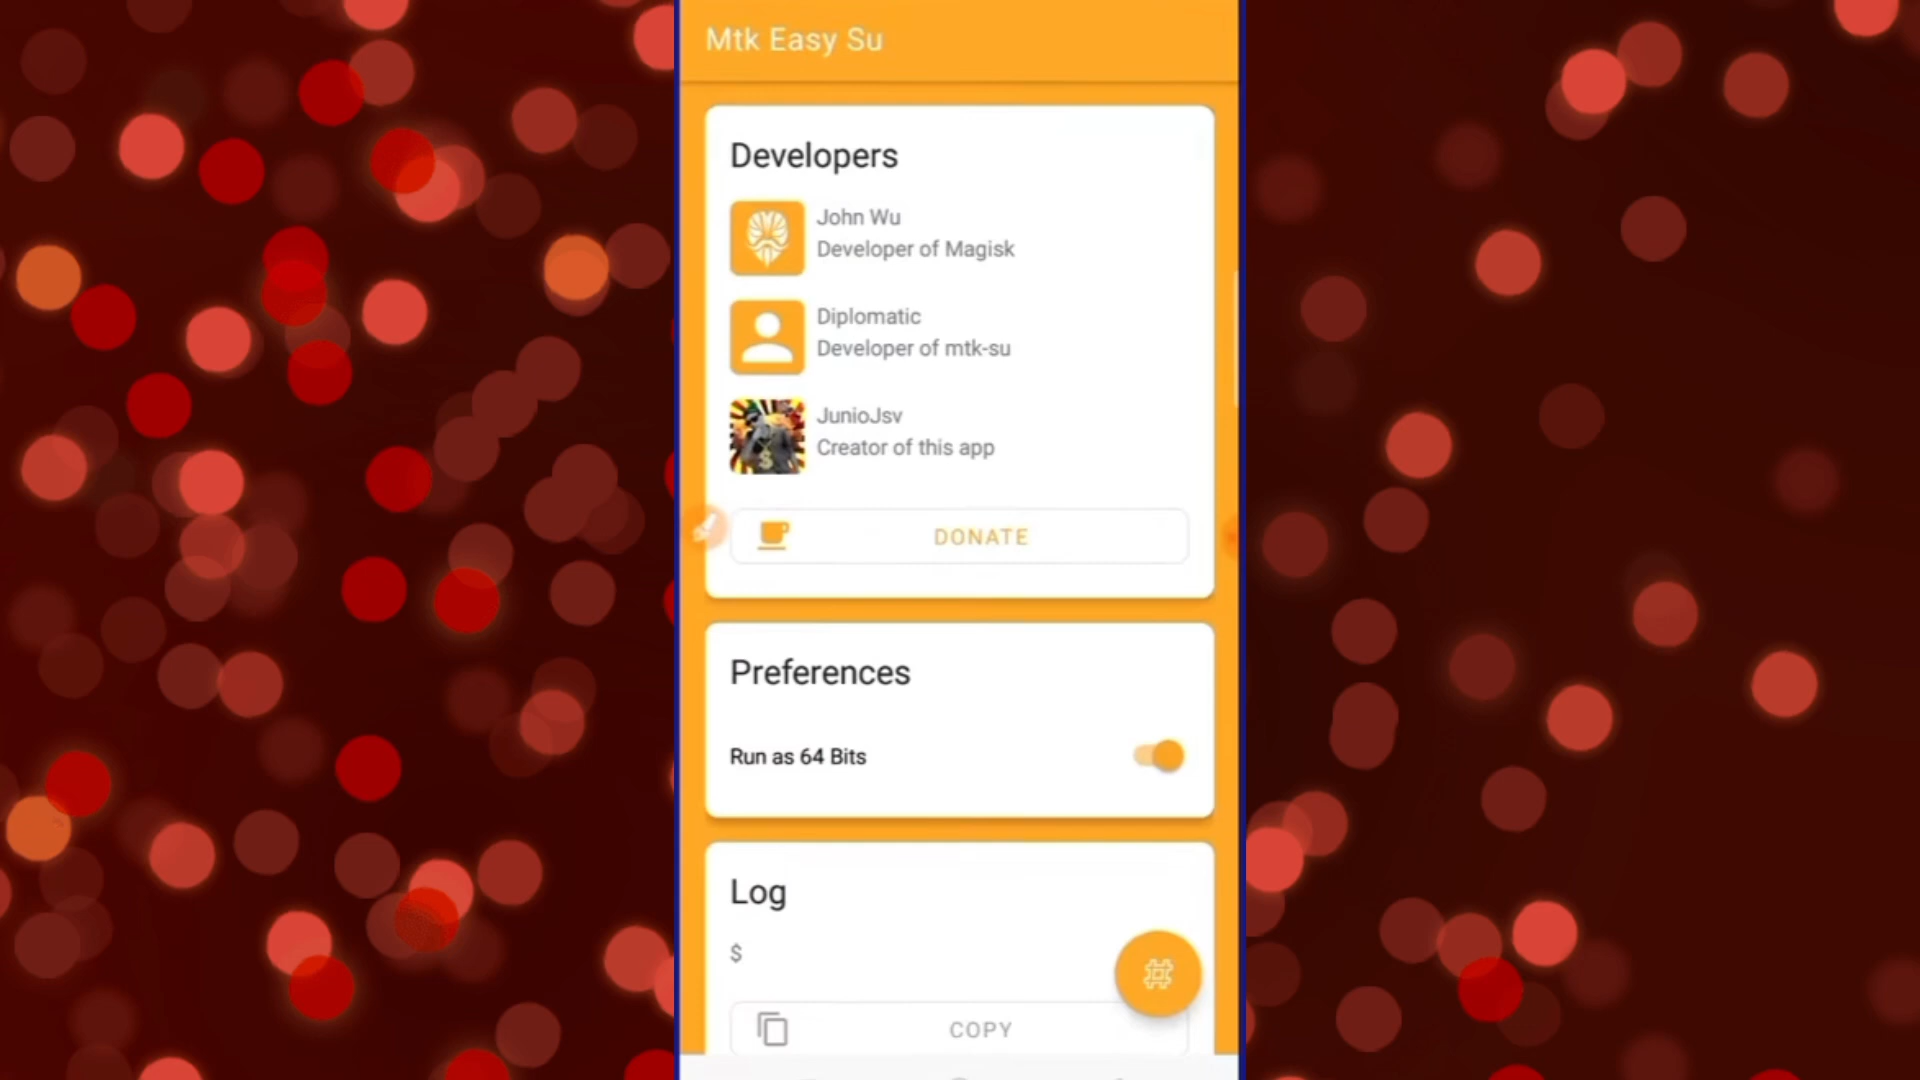 Mtk Easy Su
Developers
John Wu
Developer of Magisk
Diplomatic
Developer of mtk-su
JunioJsv
Creator of this app
DONATE
Preferences
Run as 64 Bits
Log
$
COPY